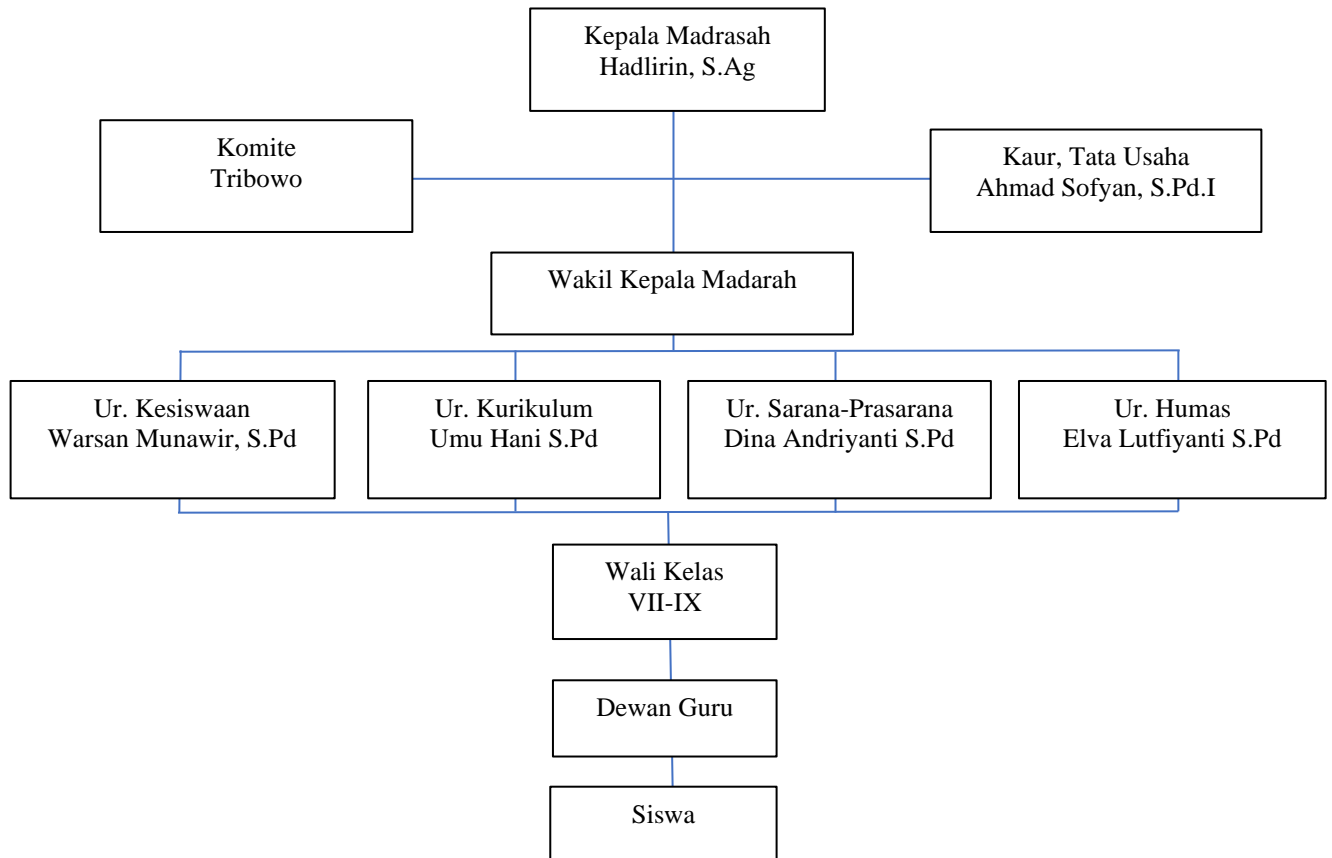 Kepala Madrasah
Hadlirin, S.Ag
Komite
Tribowo
Kaur, Tata Usaha
Ahmad Sofyan, S.Pd.I
Wakil Kepala Madarah
Ur. Kesiswaan
Warsan Munawir, S.Pd
Ur. Kurikulum
Umu Hani S.Pd
Ur. Sarana-Prasarana
Dina Andriyanti S.Pd
Ur. Humas
Elva Lutfiyanti S.Pd
Wali Kelas
VII-IX
Dewan Guru
Siswa